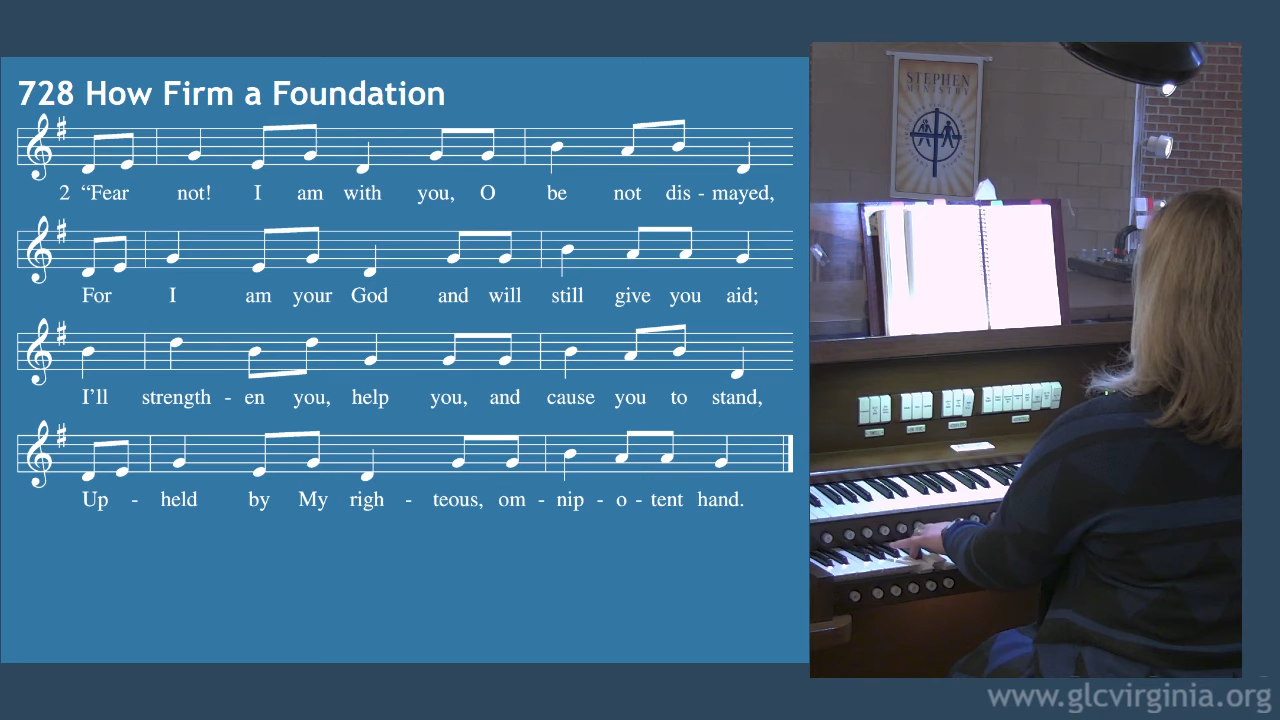 728 How Firm a Foundation
2 “Fear not! I am with you, O be not dis - mayed,
For I am your God and will still give you aid;
I’ll strength - en you, help you, and cause you to stand,
Up - held by My righ - teous, om - nip - o - tent hand.
STEPHEN
MINISTRY
www.glcvirginia.org